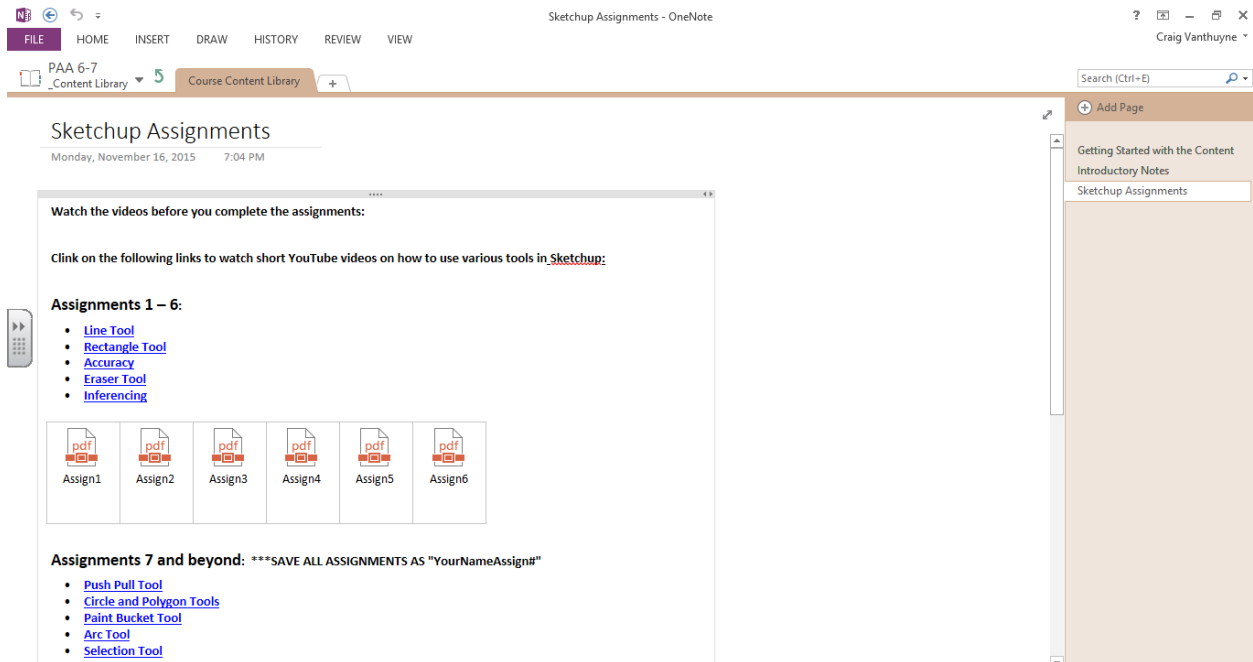 Sketchup Assignments - OneNote
?
Craig Vanthuyne
FILE HOME INSERT DRAW HISTORY REVIEW VIEW
PAA 6-7
_Content Library
Course Content Library
+
Search (Ctrl+E)
Add Page
Getting Started with the Content
Introductory Notes
Sketchup Assignments
Sketchup Assignments
Monday, November 16, 2015 7:04 PM
Watch the videos before you complete the assignments:
Clink on the following links to watch short YouTube videos on how to use various tools in Sketchup:
Assignments 1 – 6:
• Line Tool
• Rectangle Tool
• Accuracy
• Eraser Tool
• Inferencing
pdf pdf pdf pdf pdf pdf
Assign1 Assign2 Assign3 Assign4 Assign5 Assign6
Assignments 7 and beyond: ***SAVE ALL ASSIGNMENTS AS "YourNameAssign#"
• Push Pull Tool
• Circle and Polygon Tools
• Paint Bucket Tool
• Arc Tool
• Selection Tool